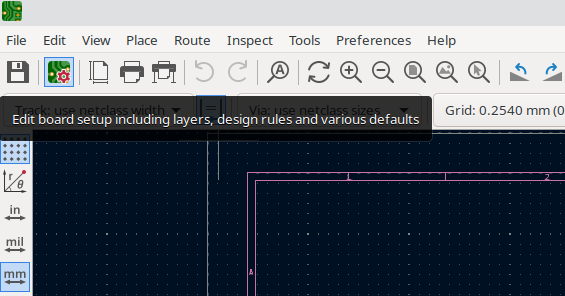 File Edit View Place Route Inspect Tools Preferences Help
Track: use netclass width Via: use netclass sizes Grid: 0.2540 mm (0
Edit board setup including layers, design rules and various defaults
r
θ
in
mil
mm
1 2
A